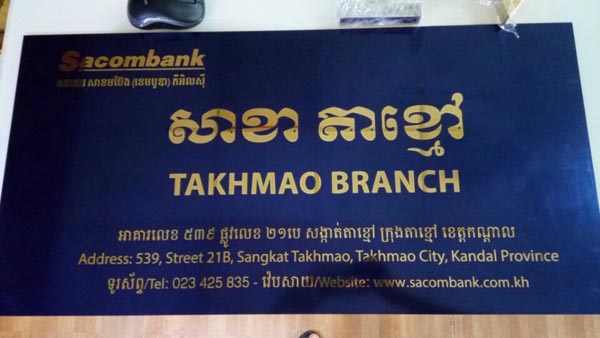 Sacombank
ធនាគារ សាខមប៊ែង (ខេមបូឌា) ភីអិលស៊ី
សាខា តាខ្មៅ
TAKHMAO BRANCH
អាគារលេខ ៥៣៩ ផ្លូវលេខ ២១បេ សង្កាត់តាខ្មៅ ក្រុងតាខ្មៅ ខេត្តកណ្តាល
Address: 539, Street 21B, Sangkat Takhmao, Takhmao City, Kandal Province
ទូរស័ព្ទ/Tel: 023 425 835 - វេបសាយ/Website: www.sacombank.com.kh